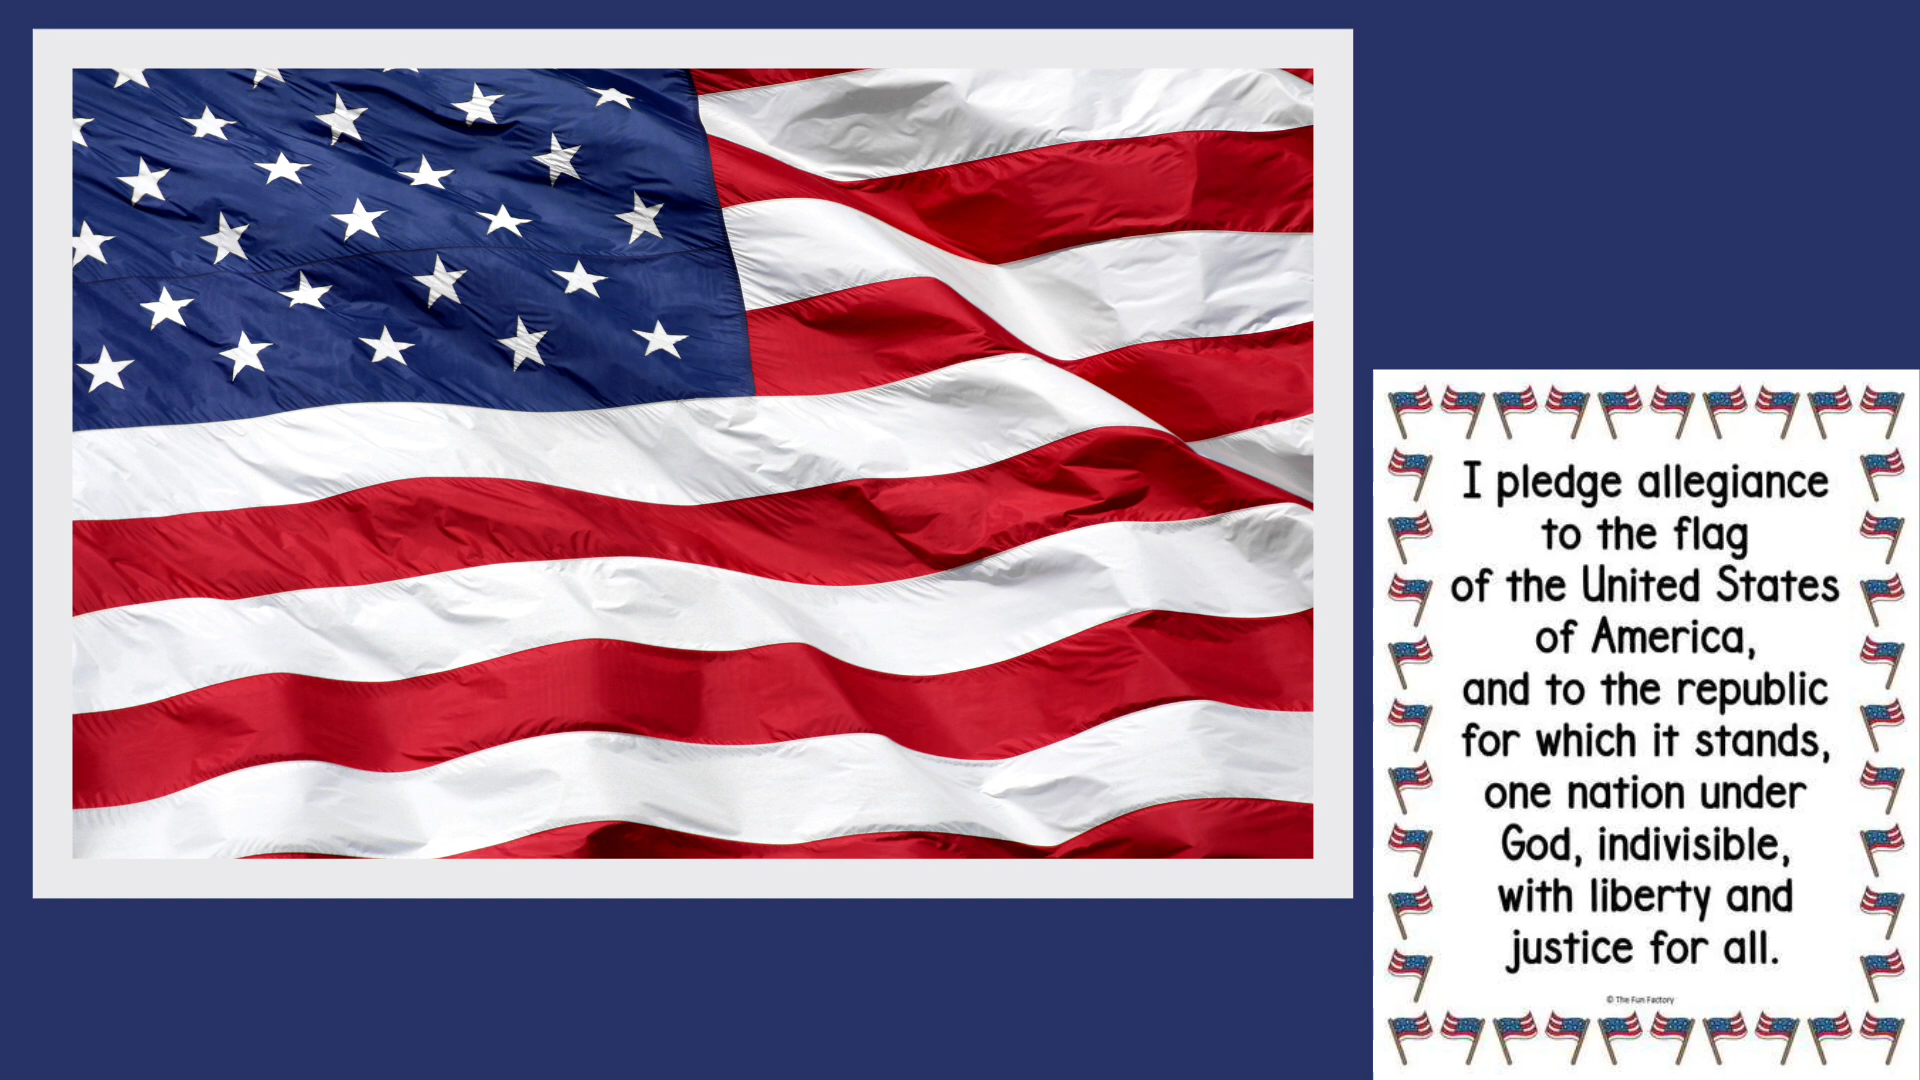 I pledge allegiance
to the flag
of the United States
of America,
and to the republic
for which it stands,
one nation under
God, indivisible,
with liberty and
justice for all.
© The Fun Factory